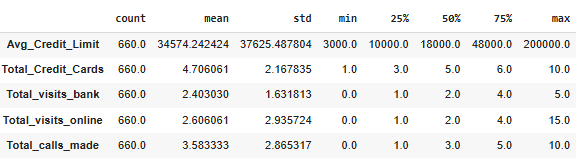 count mean std min 25% 50% 75% max
Avg_Credit_Limit 660.0 34574.242424 37625.487804 3000.0 10000.0 18000.0 48000.0 200000.0
Total_Credit_Cards 660.0 4.706061 2.167835 1.0 3.0 5.0 6.0 10.0
Total_visits_bank 660.0 2.403030 1.631813 0.0 1.0 2.0 4.0 5.0
Total_visits_online 660.0 2.606061 2.935724 0.0 1.0 2.0 4.0 15.0
Total_calls_made 660.0 3.583333 2.865317 0.0 1.0 3.0 5.0 10.0